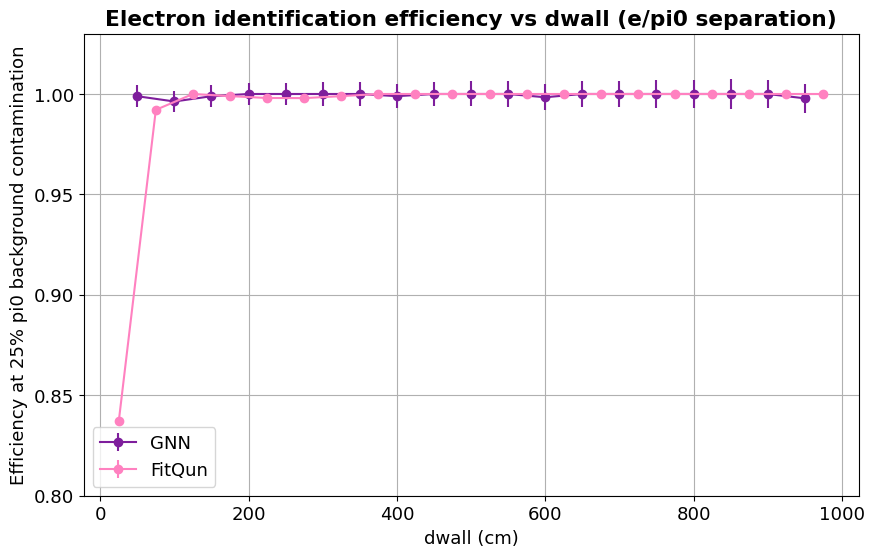 Electron identification efficiency vs dwall (e/pi0 separation)
Efficiency at 25% pi0 background contamination
1.00
0.95
0.90
0.85
0.80
GNN
FitQun
0 200 400 600 800 1000
dwall (cm)